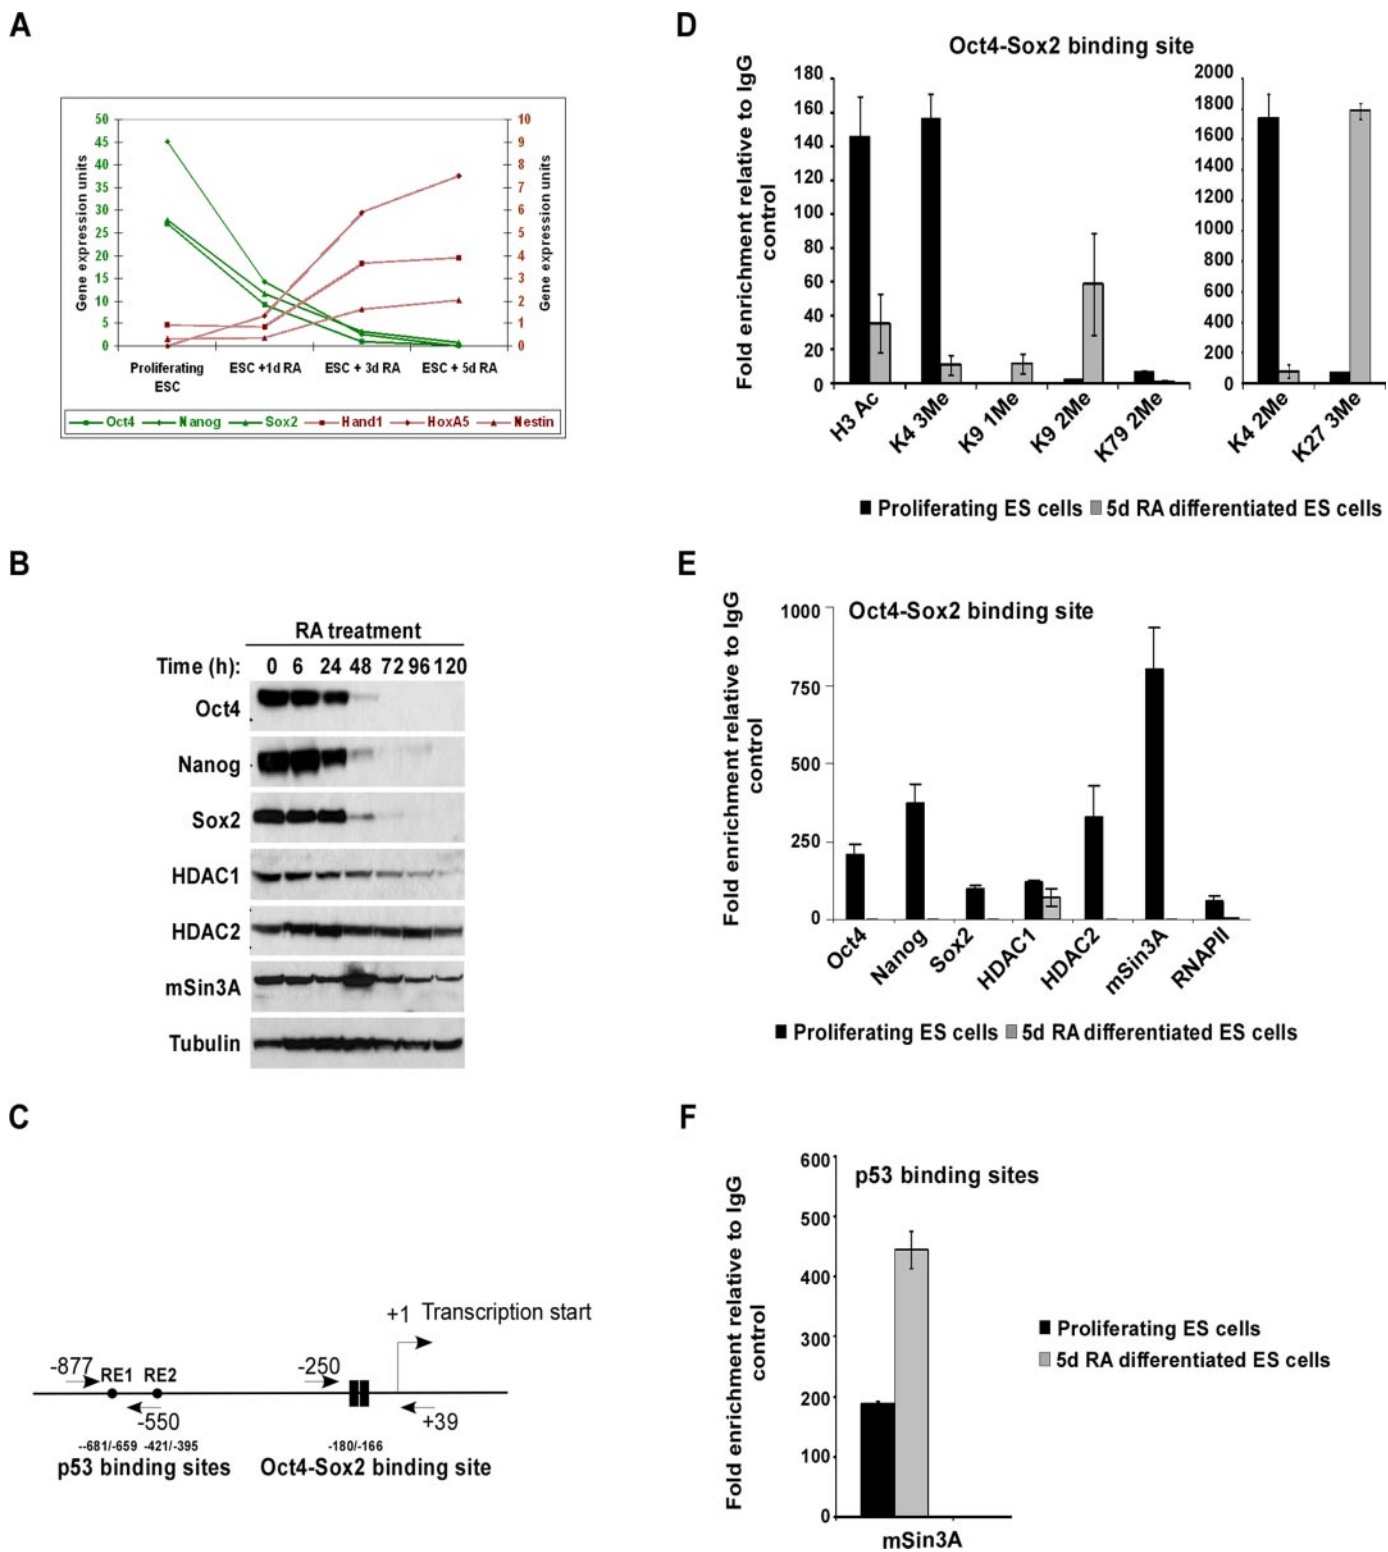 A
50
45
40
35
30
25
20
15
10
5
0
Gene expression units
10
9
8
7
6
5
4
3
2
1
0
Gene expression units
Proliferating
ESC
ESC +1d RA
ESC + 3d RA
ESC + 5d RA
Oct4 Nanog Sox2 Hand1 HoxA5 Nestin
B
RA treatment
Time (h): 0 6 24 48 72 96 120
Oct4
Nanog
Sox2
HDAC1
HDAC2
mSin3A
Tubulin
C
+1 Transcription start
-877 RE1 RE2 -250
-550 +39
--681/-659 -421/-395 -180/-166
p53 binding sites Oct4-Sox2 binding site
D
Oct4-Sox2 binding site
Fold enrichment relative to IgG
control
180
160
140
120
100
80
60
40
20
0
2000
1800
1600
1400
1200
1000
800
600
400
200
0
H3 Ac
K4 3Me
K9 1Me
K9 2Me
K79 2Me
K4 2Me
K27 3Me
Proliferating ES cells 5d RA differentiated ES cells
E
Oct4-Sox2 binding site
Fold enrichment relative to IgG
control
1000
750
500
250
0
Oct4
Nanog
Sox2
HDAC1
HDAC2
mSin3A
RNAPII
Proliferating ES cells 5d RA differentiated ES cells
F
p53 binding sites
Fold enrichment relative to IgG
control
600
500
400
300
200
100
0
mSin3A
Proliferating ES cells
5d RA differentiated ES cells